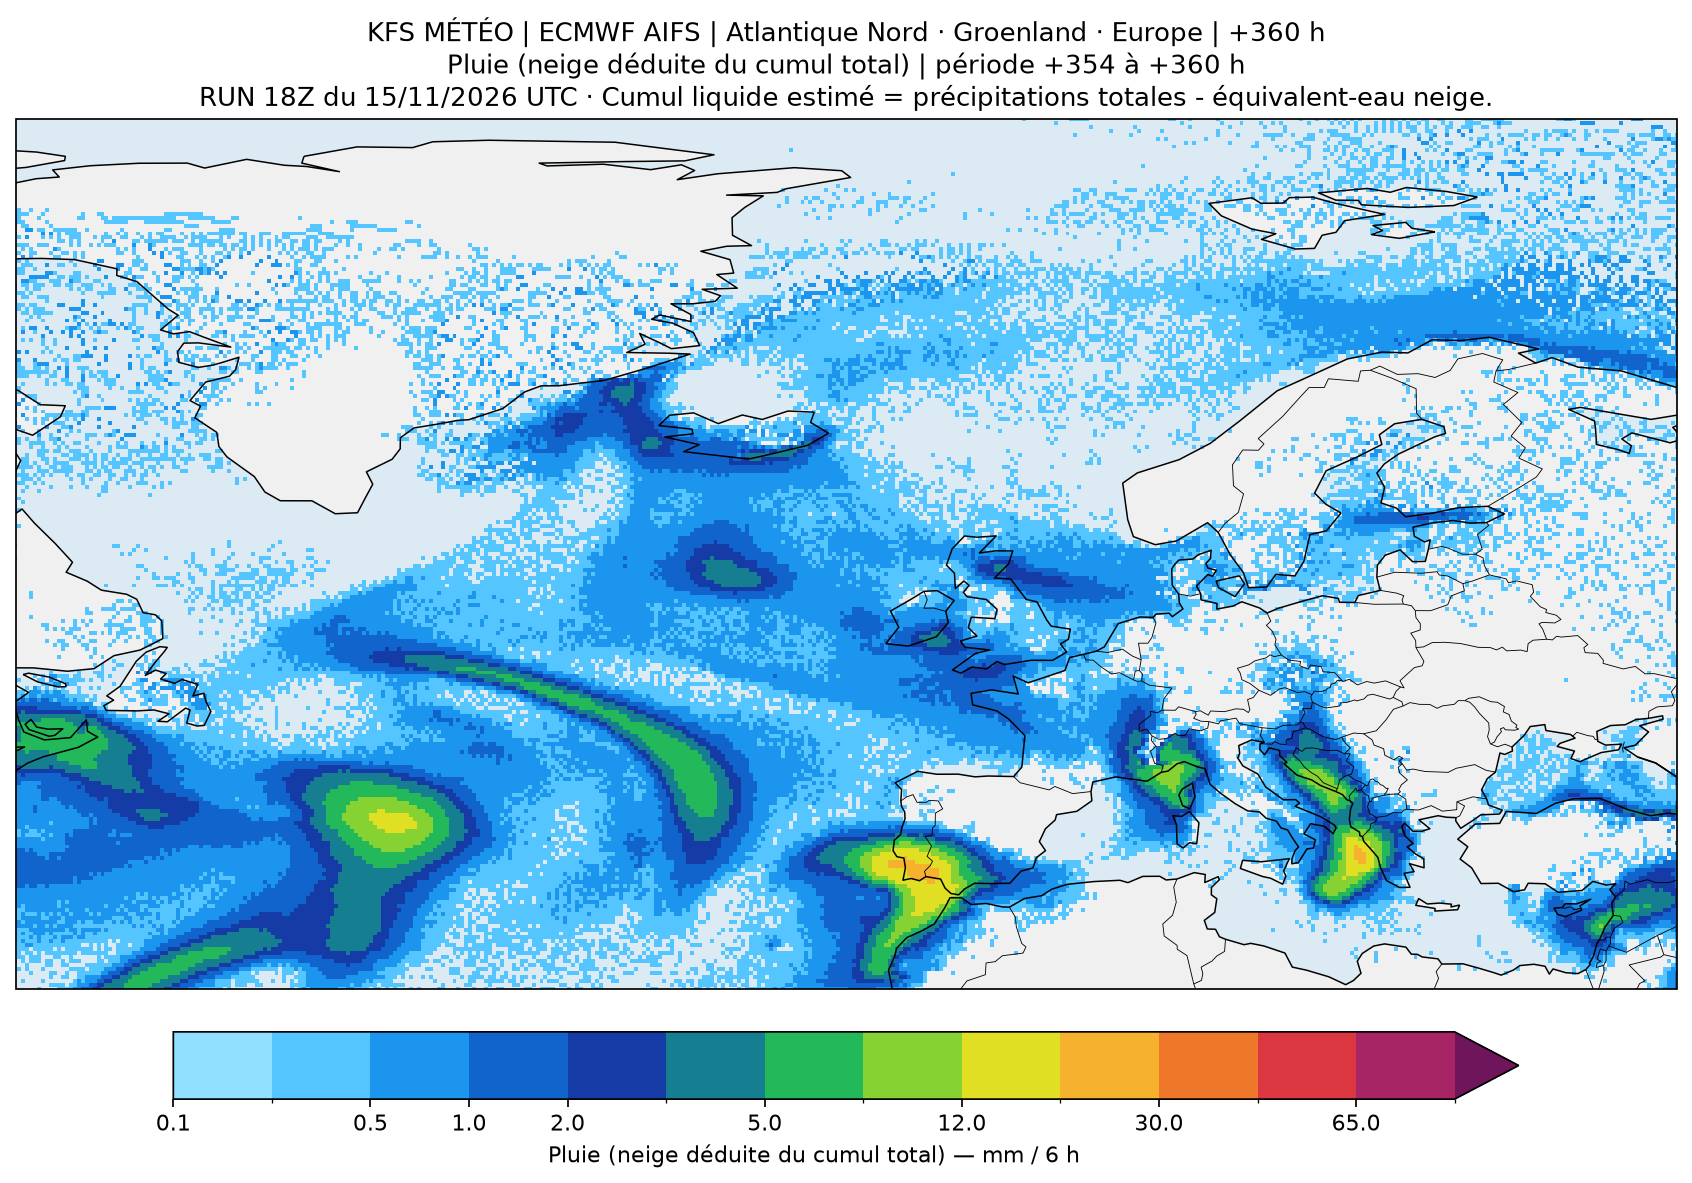 KFS MÉTÉO | ECMWF AIFS | Atlantique Nord · Groenland · Europe | +360 h
Pluie (neige déduite du cumul total) | période +354 à +360 h
RUN 18Z du 15/11/2026 UTC · Cumul liquide estimé = précipitations totales - équivalent-eau neige.
0.1 0.5 1.0 2.0 5.0 12.0 30.0 65.0
Pluie (neige déduite du cumul total) — mm / 6 h